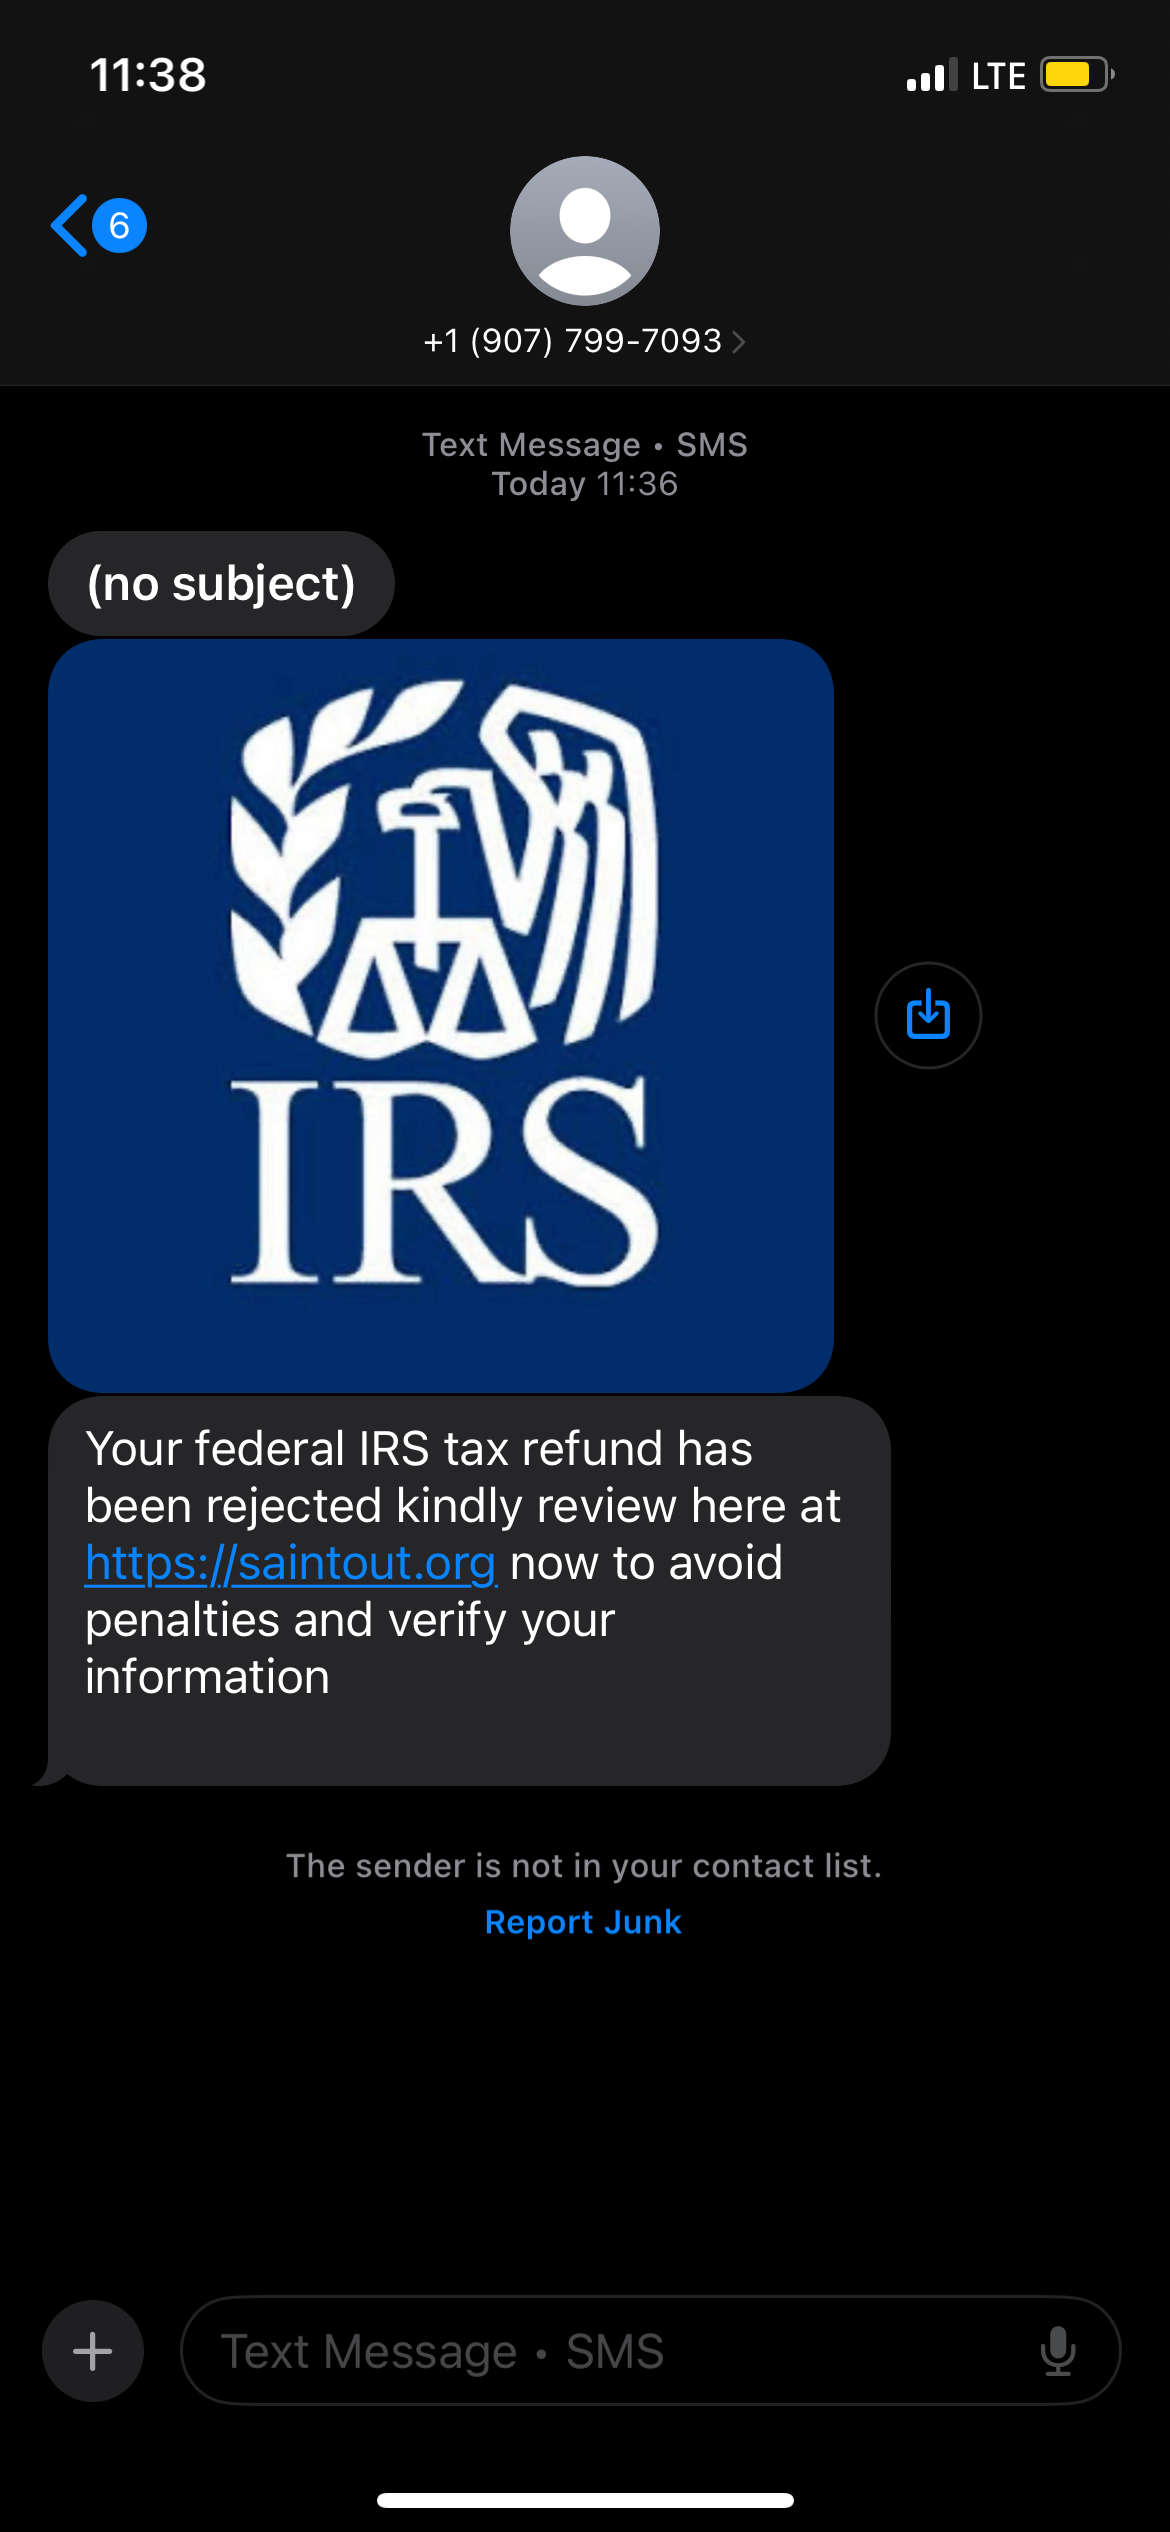 11:38
LTE
6
+1 (907) 799-7093
Text Message • SMS
Today 11:36
(no subject)
IRS
Your federal IRS tax refund has
been rejected kindly review here at
https://saintout.org now to avoid
penalties and verify your
information
The sender is not in your contact list.
Report Junk
Text Message • SMS